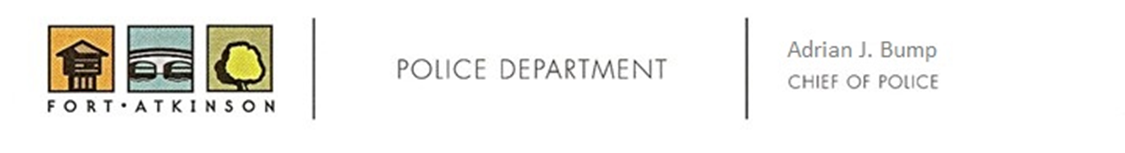 FORT•ATKINSON
POLICE DEPARTMENT
Adrian J. Bump
CHIEF OF POLICE